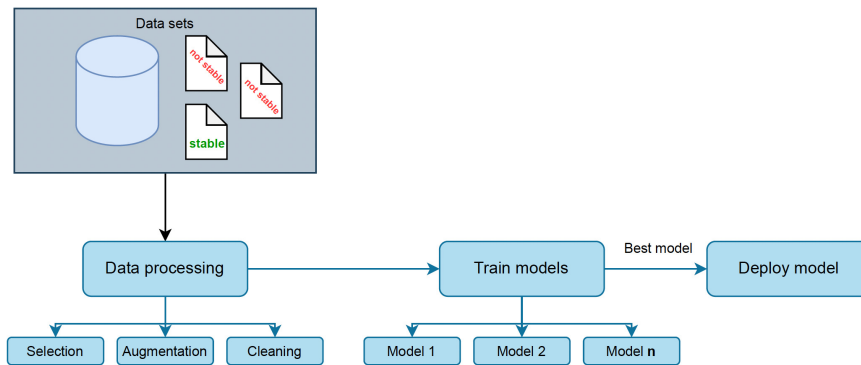 Data sets
not stable
not stable
stable
Data processing
Train models
Best model
Deploy model
Selection
Augmentation
Cleaning
Model 1
Model 2
Model n